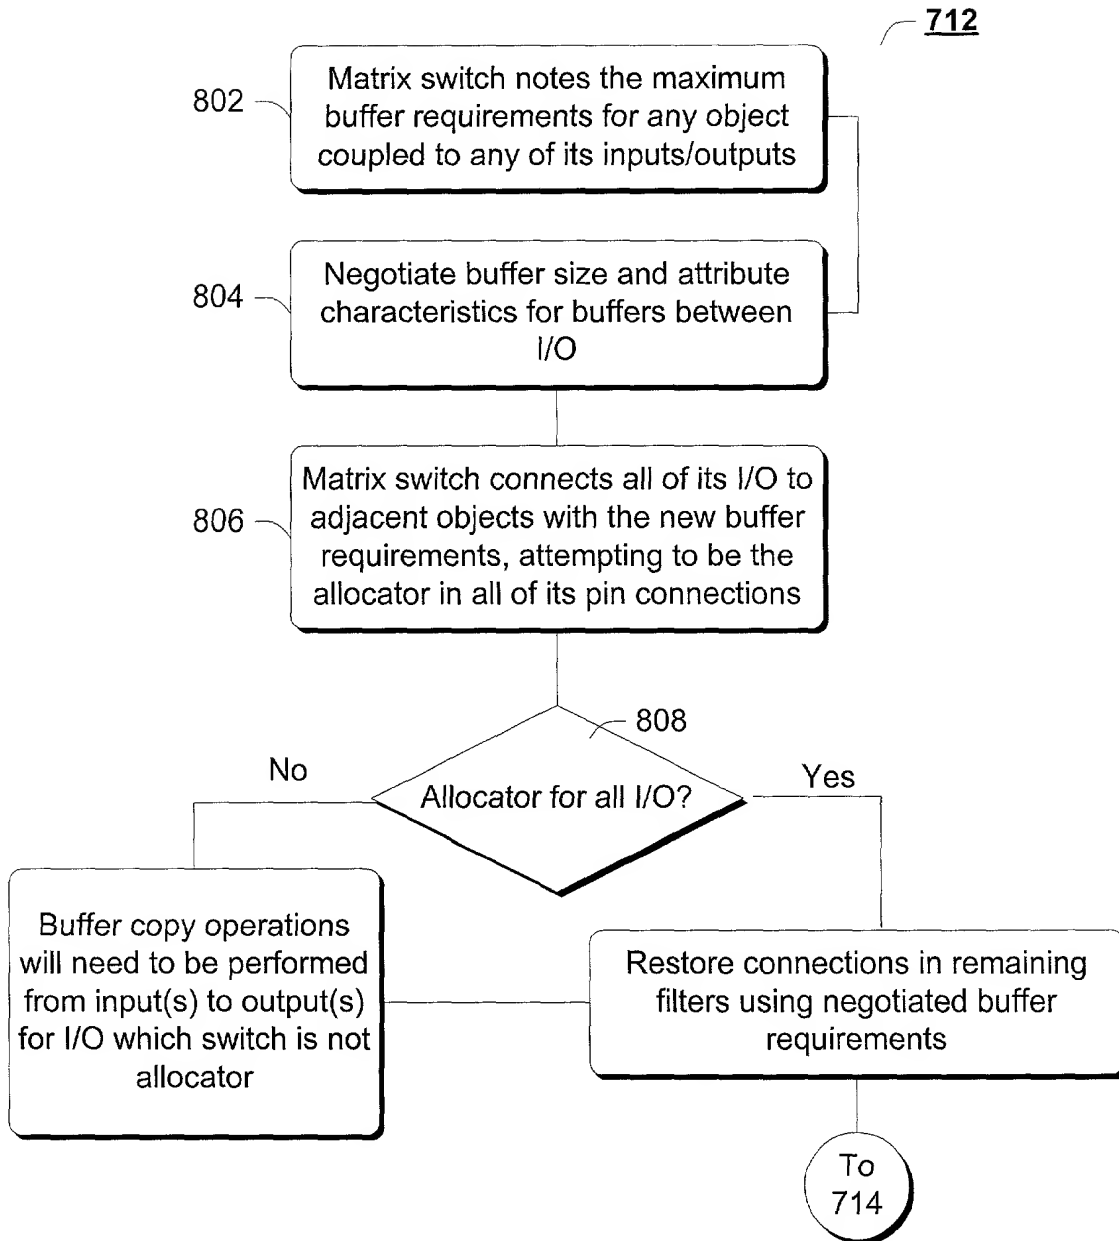 712
802
Matrix switch notes the maximum
buffer requirements for any object
coupled to any of its inputs/outputs
804
Negotiate buffer size and attribute
characteristics for buffers between
I/O
806
Matrix switch connects all of its I/O to
adjacent objects with the new buffer
requirements, attempting to be the
allocator in all of its pin connections
808
No
Allocator for all I/O?
Yes
Buffer copy operations
will need to be performed
from input(s) to output(s)
for I/O which switch is not
allocator
Restore connections in remaining
filters using negotiated buffer
requirements
To
714